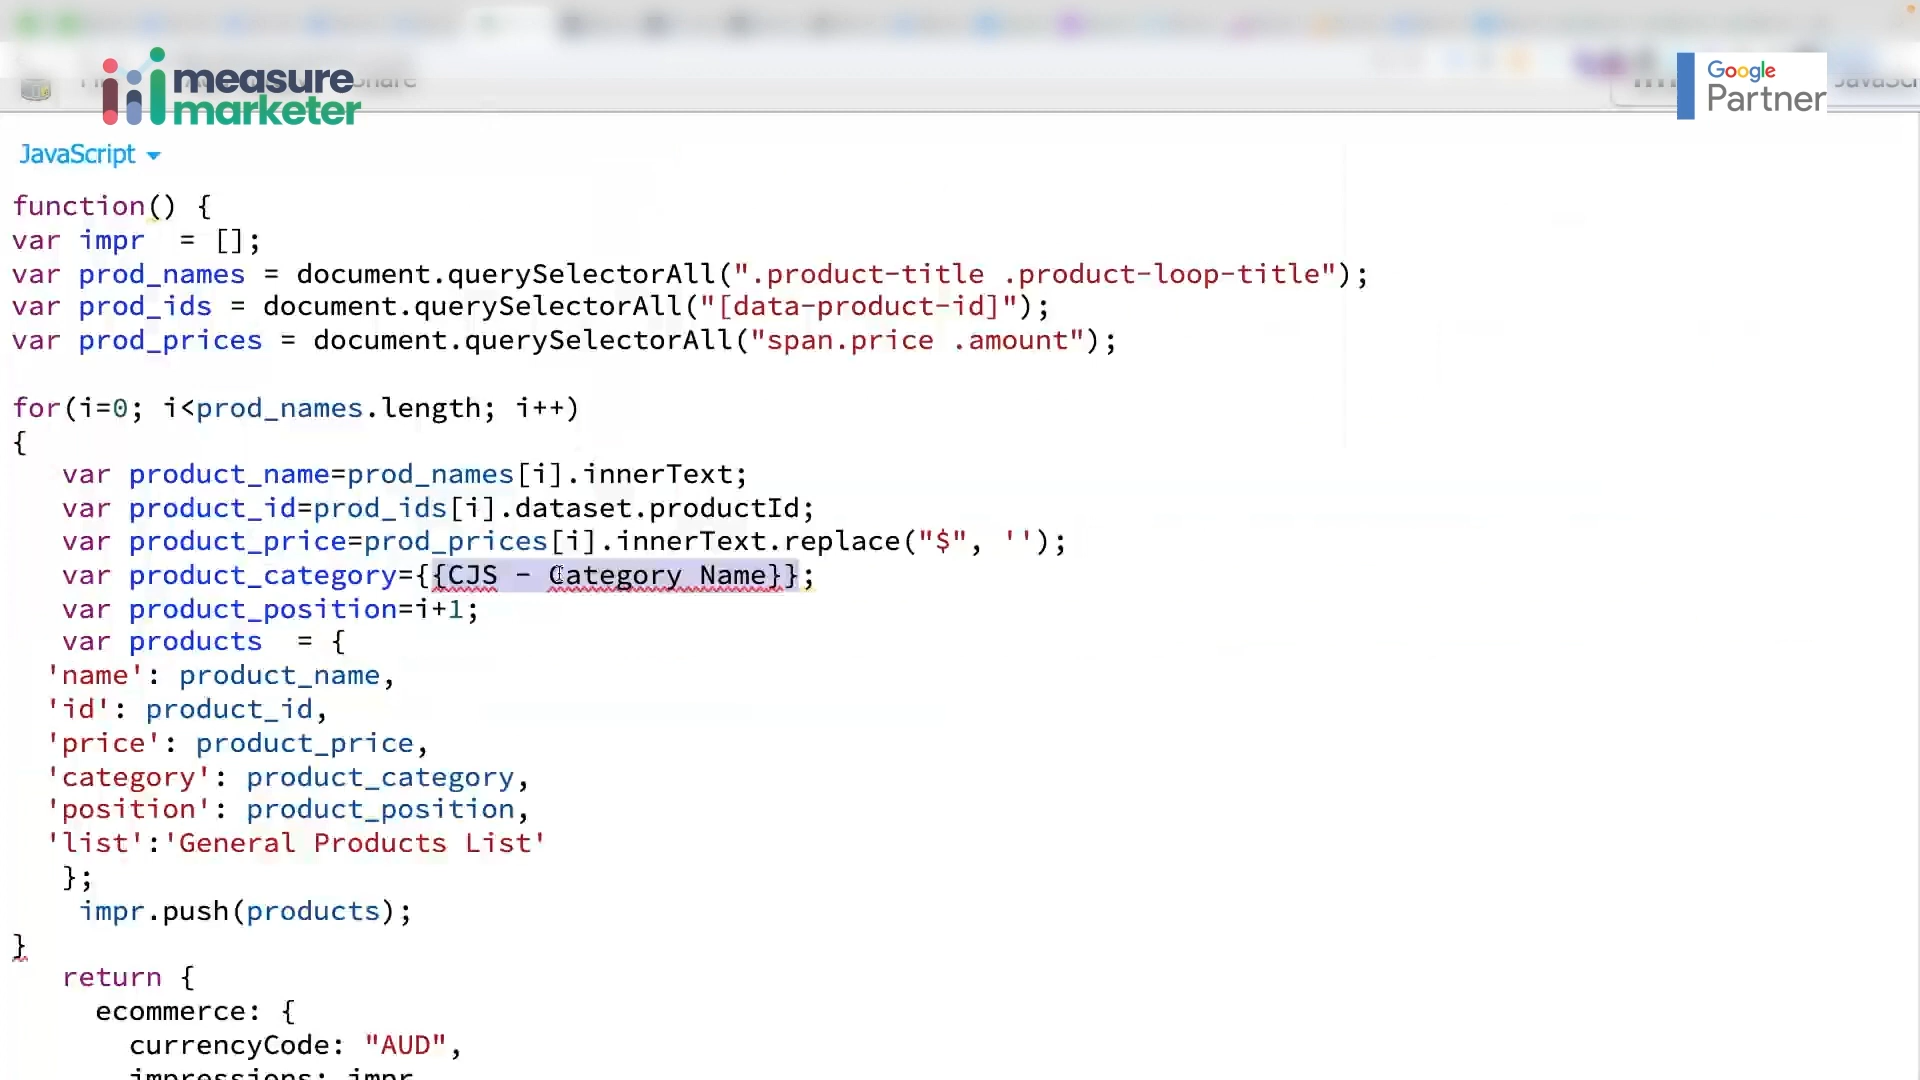 measure
marketer
Share
Google
Partner
JavaScript
function() {
var impr  = [];
var prod_names = document.querySelectorAll(".product-title .product-loop-title");
var prod_ids = document.querySelectorAll("[data-product-id]");
var prod_prices = document.querySelectorAll("span.price .amount");
for(i=0; i<prod_names.length; i++)
{
var product_name=prod_names[i].innerText;
var product_id=prod_ids[i].dataset.productId;
var product_price=prod_prices[i].innerText.replace("$", '');
var product_category={{CJS - Category Name}};
var product_position=i+1;
var products  = {
'name': product_name,
'id': product_id,
'price': product_price,
'category': product_category,
'position': product_position,
'list':'General Products List'
};
impr.push(products);
}
return {
ecommerce: {
currencyCode: "AUD",
impressions: impr